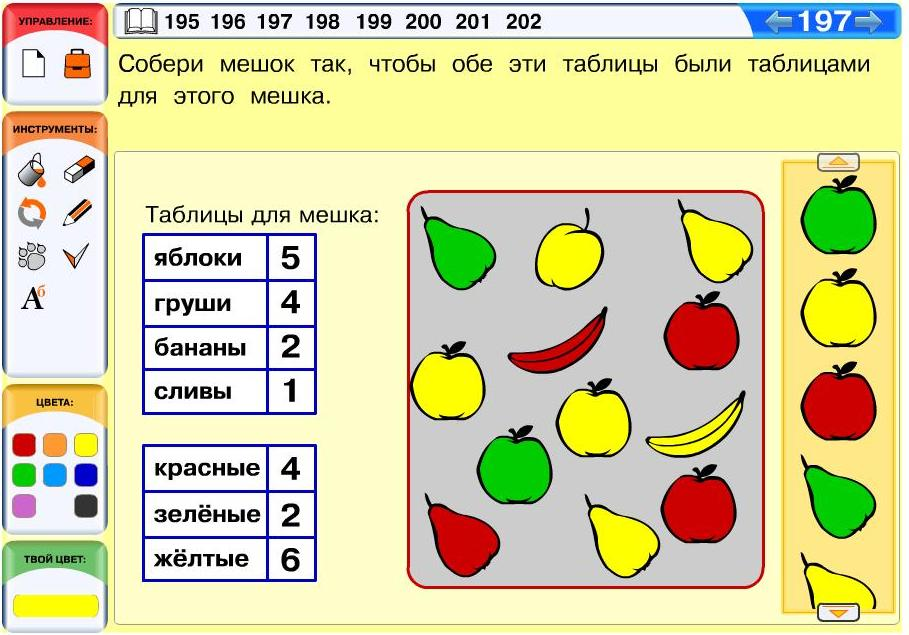 УПРАВЛЕНИЕ:
195 196 197 198 199 200 201 202
197
Собери мешок так, чтобы обе эти таблицы были таблицами
для этого мешка.
ИНСТРУМЕНТЫ:
Аб
Таблицы для мешка:
яблоки 5
груши 4
бананы 2
сливы 1
красные 4
зелёные 2
жёлтые 6
ЦВЕТА:
ТВОЙ ЦВЕТ: